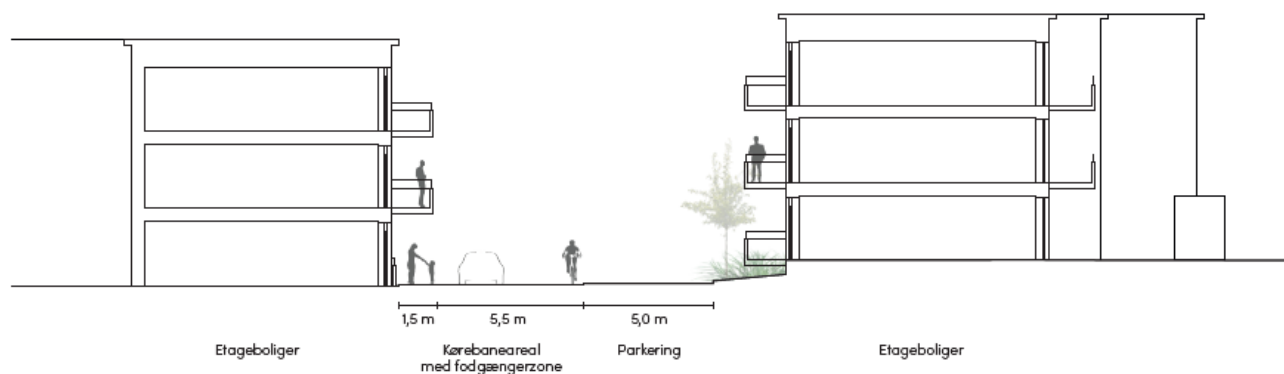 1,5 m
5,5 m
5,0 m
Etageboliger
Kørebaneareal
med fodgængerzone
Parkering
Etageboliger